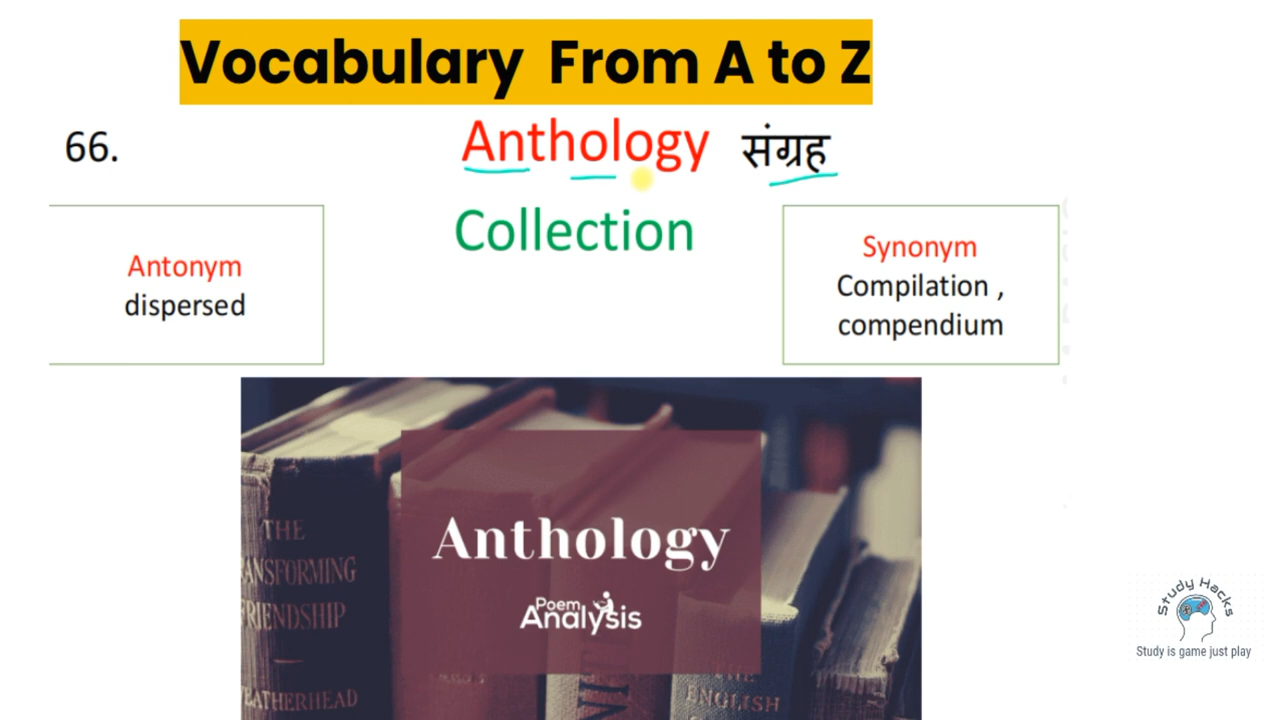 Vocabulary From A to Z
66.
Anthology संग्रह
Collection
Antonym
dispersed
Synonym
Compilation ,
compendium
Anthology
Poem
Analysis
THE
ANSFORMING
FRIENDSHIP
EATHERHEAD
THE
ENGLISH
Study Hacks
Study is game just play